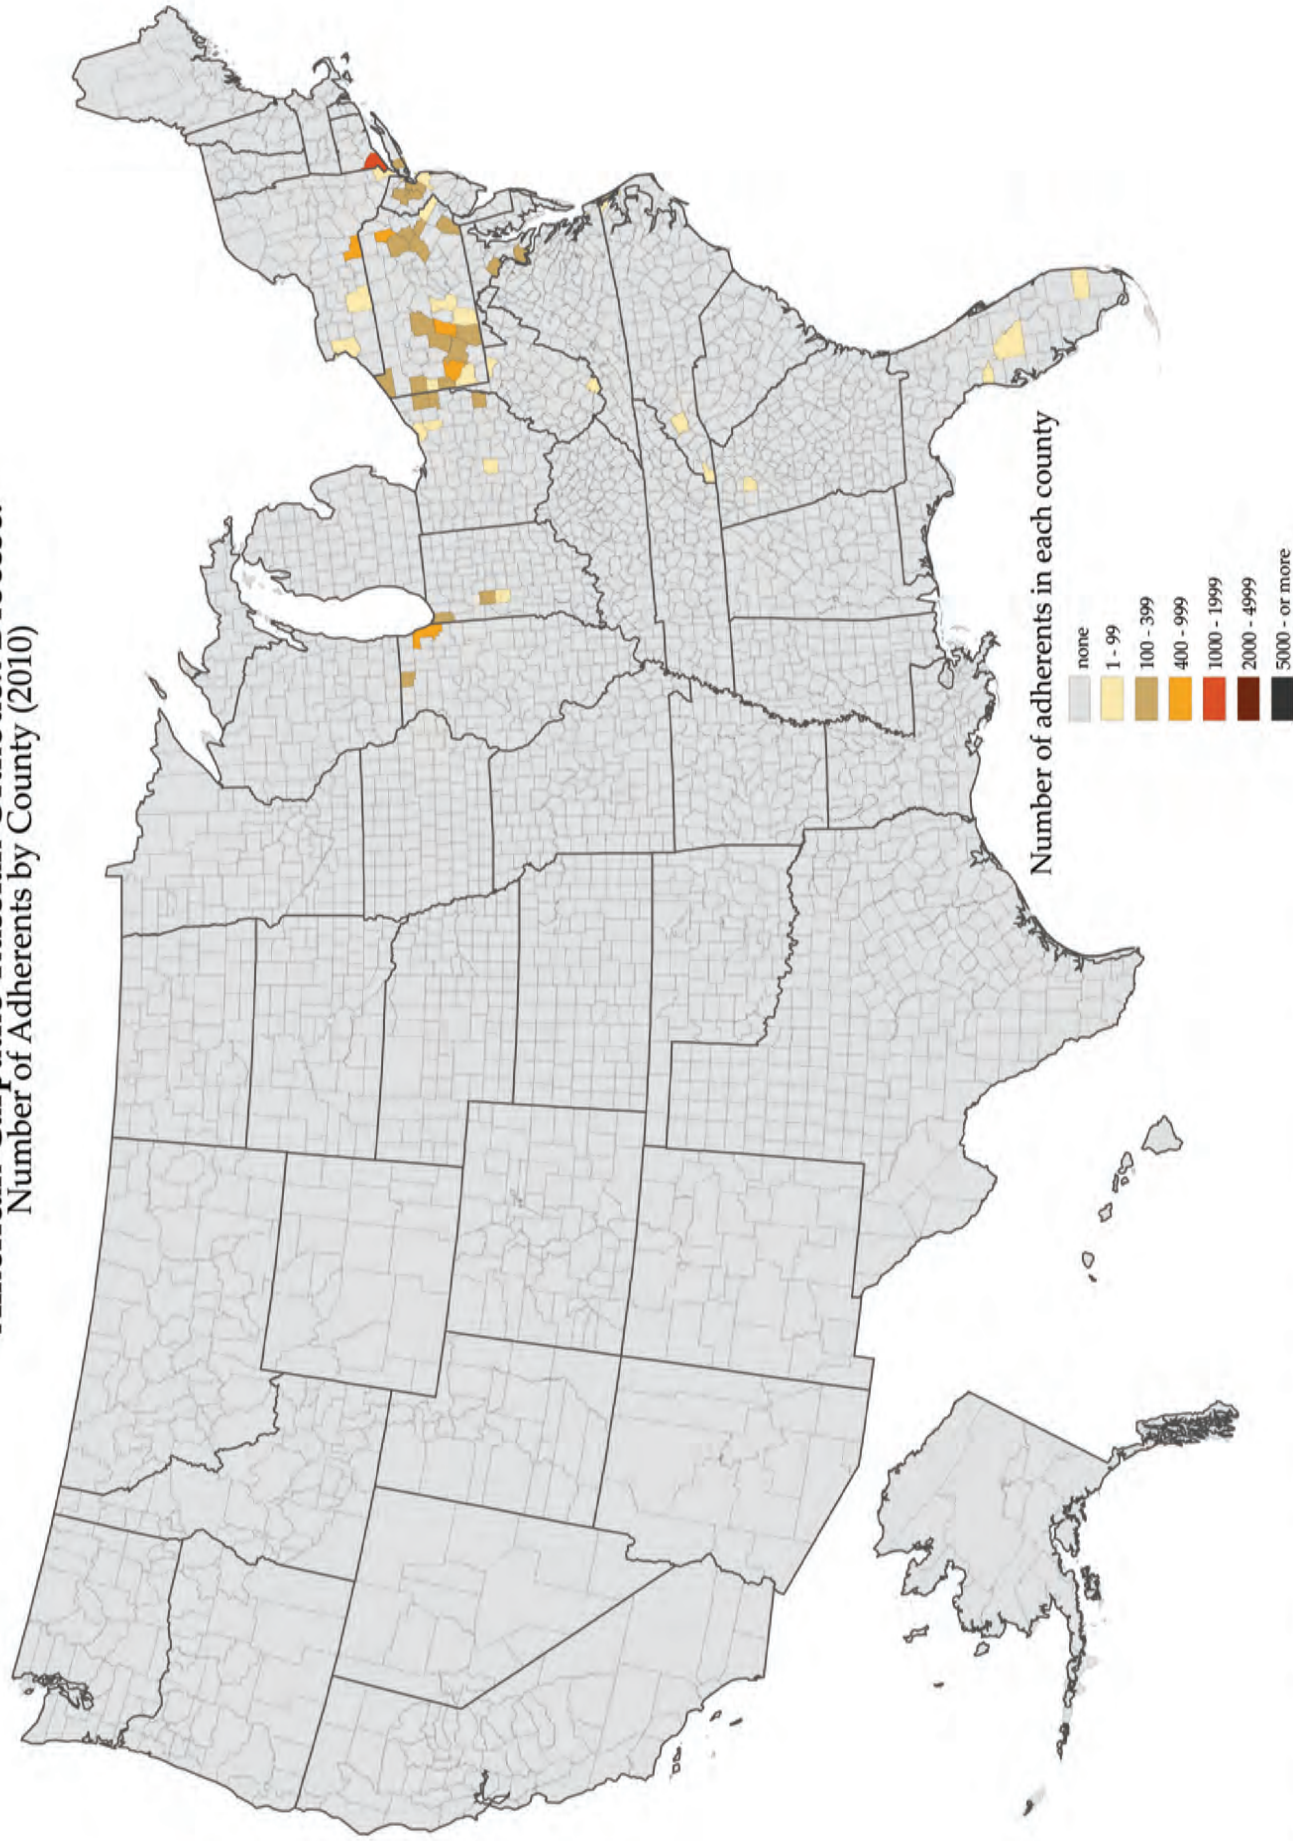 Number of Adherents by County (2010)
Number of adherents in each county
none
1 - 99
100 - 399
400 - 999
1000 - 1999
2000 - 4999
5000 - or more